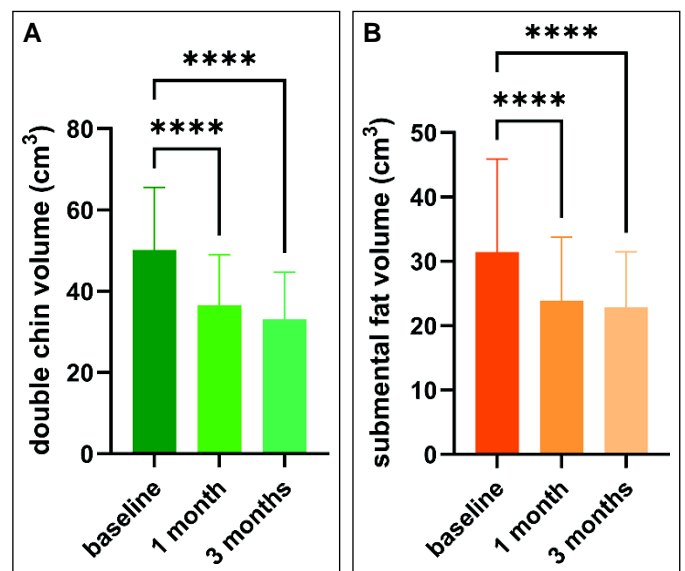 A
****
****
double chin volume (cm³)
80
60
40
20
0
baseline
1 month
3 months
B
****
****
submental fat volume (cm³)
50
40
30
20
10
0
baseline
1 month
3 months